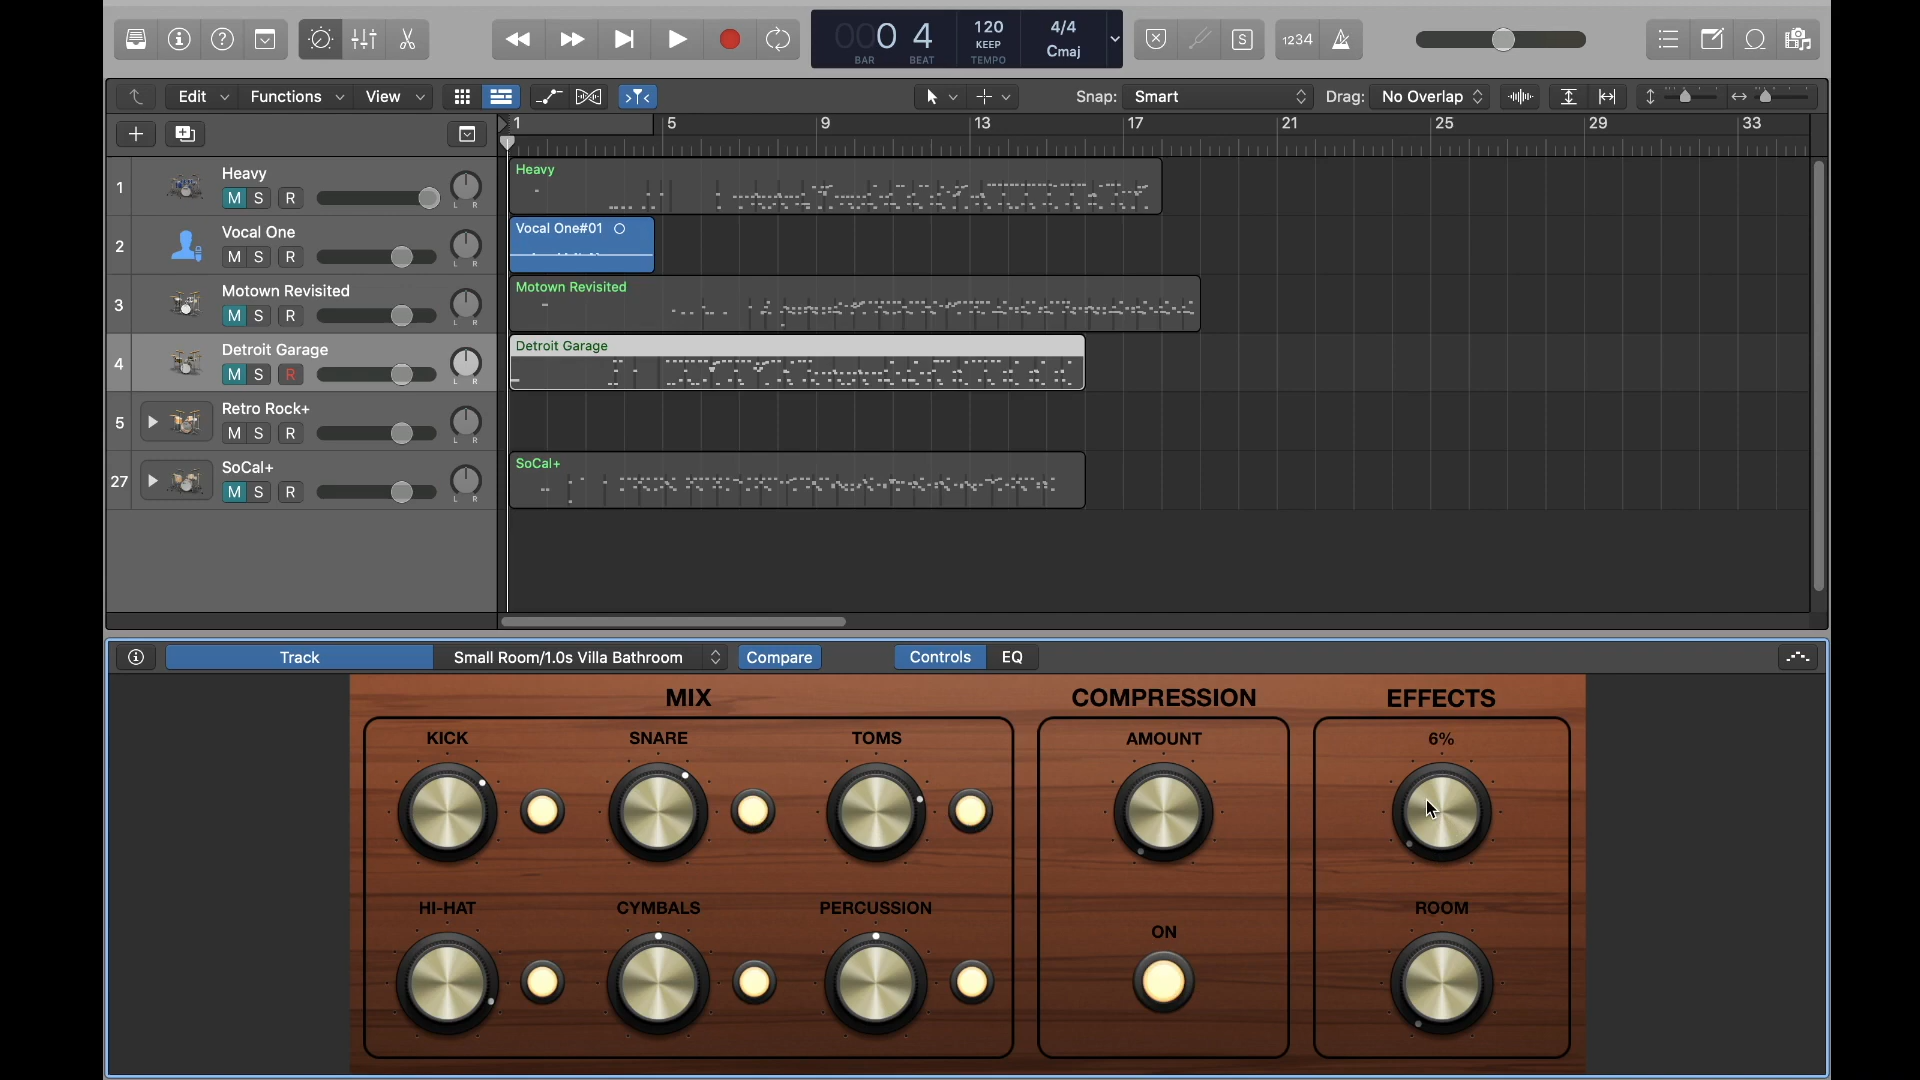 0 4
BAR BEAT
120
KEEP
TEMPO
4/4
Cmaj
S
1234
Edit Functions View Snap: Smart Drag: No Overlap
1 5 9 13 17 21 25 29 33
1 Heavy
M S R
L R
Heavy
2 Vocal One
M S R
L R
Vocal One#01
3 Motown Revisited
M S R
L R
Motown Revisited
4 Detroit Garage
M S R
L R
Detroit Garage
5 Retro Rock+
M S R
L R
27 SoCal+
M S R
L R
SoCal+
Track Small Room/1.0s Villa Bathroom Compare Controls EQ
MIX COMPRESSION EFFECTS
KICK SNARE TOMS AMOUNT 6%
HI-HAT CYMBALS PERCUSSION ON ROOM